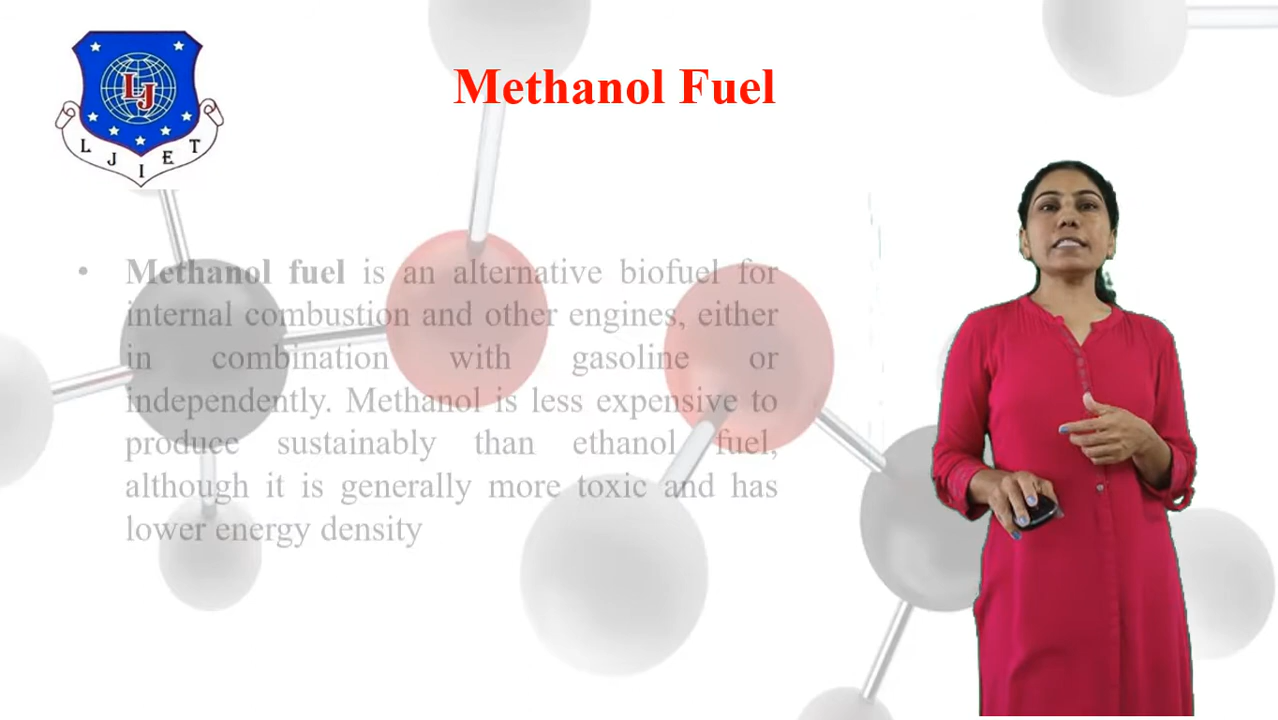 LJ
LJIET
Methanol Fuel
• Methanol fuel is an alternative biofuel for
internal combustion and other engines, either
in combination with gasoline or
independently. Methanol is less expensive to
produce sustainably than ethanol fuel,
although it is generally more toxic and has
lower energy density